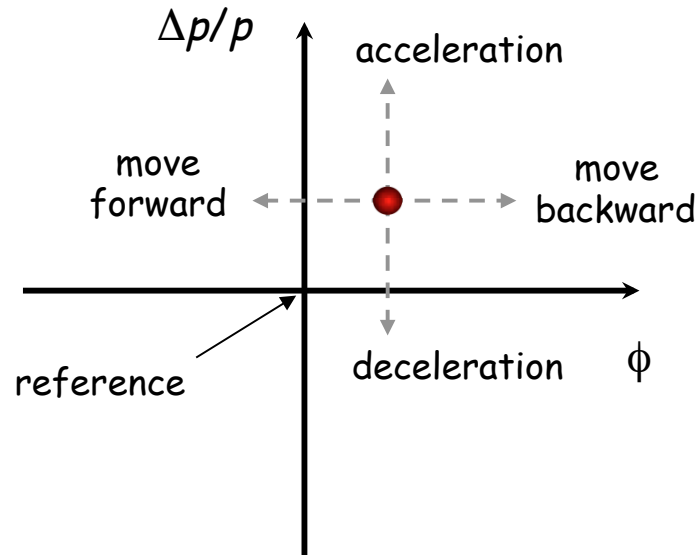 Δp/p
acceleration
move
forward
move
backward
reference
deceleration
ϕ